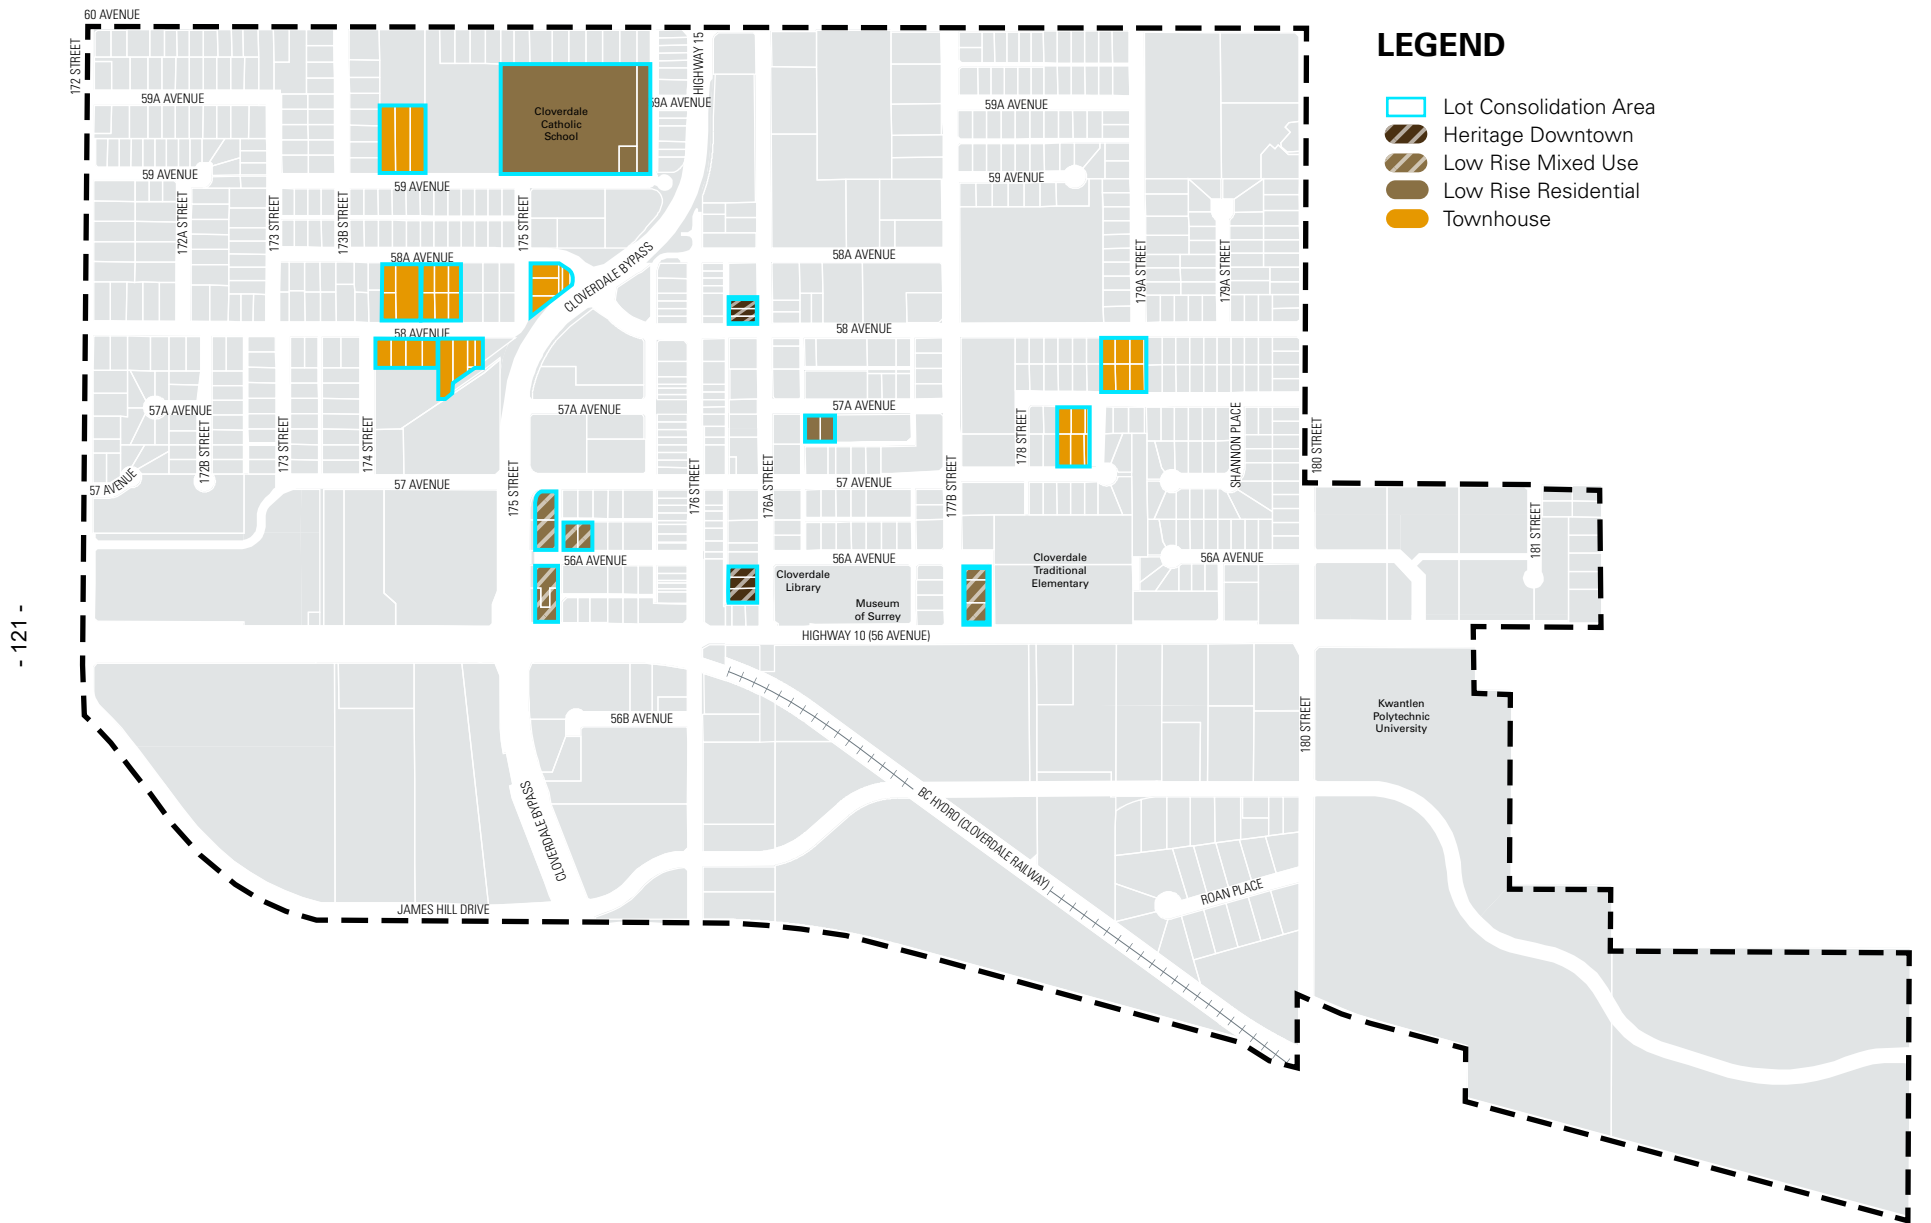 60 AVENUE
172 STREET
HIGHWAY 15
LEGEND
Lot Consolidation Area
Heritage Downtown
Low Rise Mixed Use
Low Rise Residential
Townhouse
59A AVENUE
59A AVENUE
59A AVENUE
Cloverdale
Catholic
School
59 AVENUE
59 AVENUE
59 AVENUE
172A STREET
173 STREET
173B STREET
175 STREET
58A AVENUE
58A AVENUE
CLOVERDALE BYPASS
179A STREET
179A STREET
58 AVENUE
58 AVENUE
57A AVENUE
57A AVENUE
57A AVENUE
172B STREET
173 STREET
174 STREET
178 STREET
SHANNON PLACE
180 STREET
57 AVENUE
57 AVENUE
57 AVENUE
175 STREET
176 STREET
176A STREET
177B STREET
181 STREET
56A AVENUE
56A AVENUE
56A AVENUE
Cloverdale
Library
Museum
of Surrey
Cloverdale
Traditional
Elementary
HIGHWAY 10 (56 AVENUE)
- 121 -
56B AVENUE
180 STREET
Kwantlen
Polytechnic
University
CLOVERDALE BYPASS
BC HYDRO (CLOVERDALE RAILWAY)
ROAN PLACE
JAMES HILL DRIVE